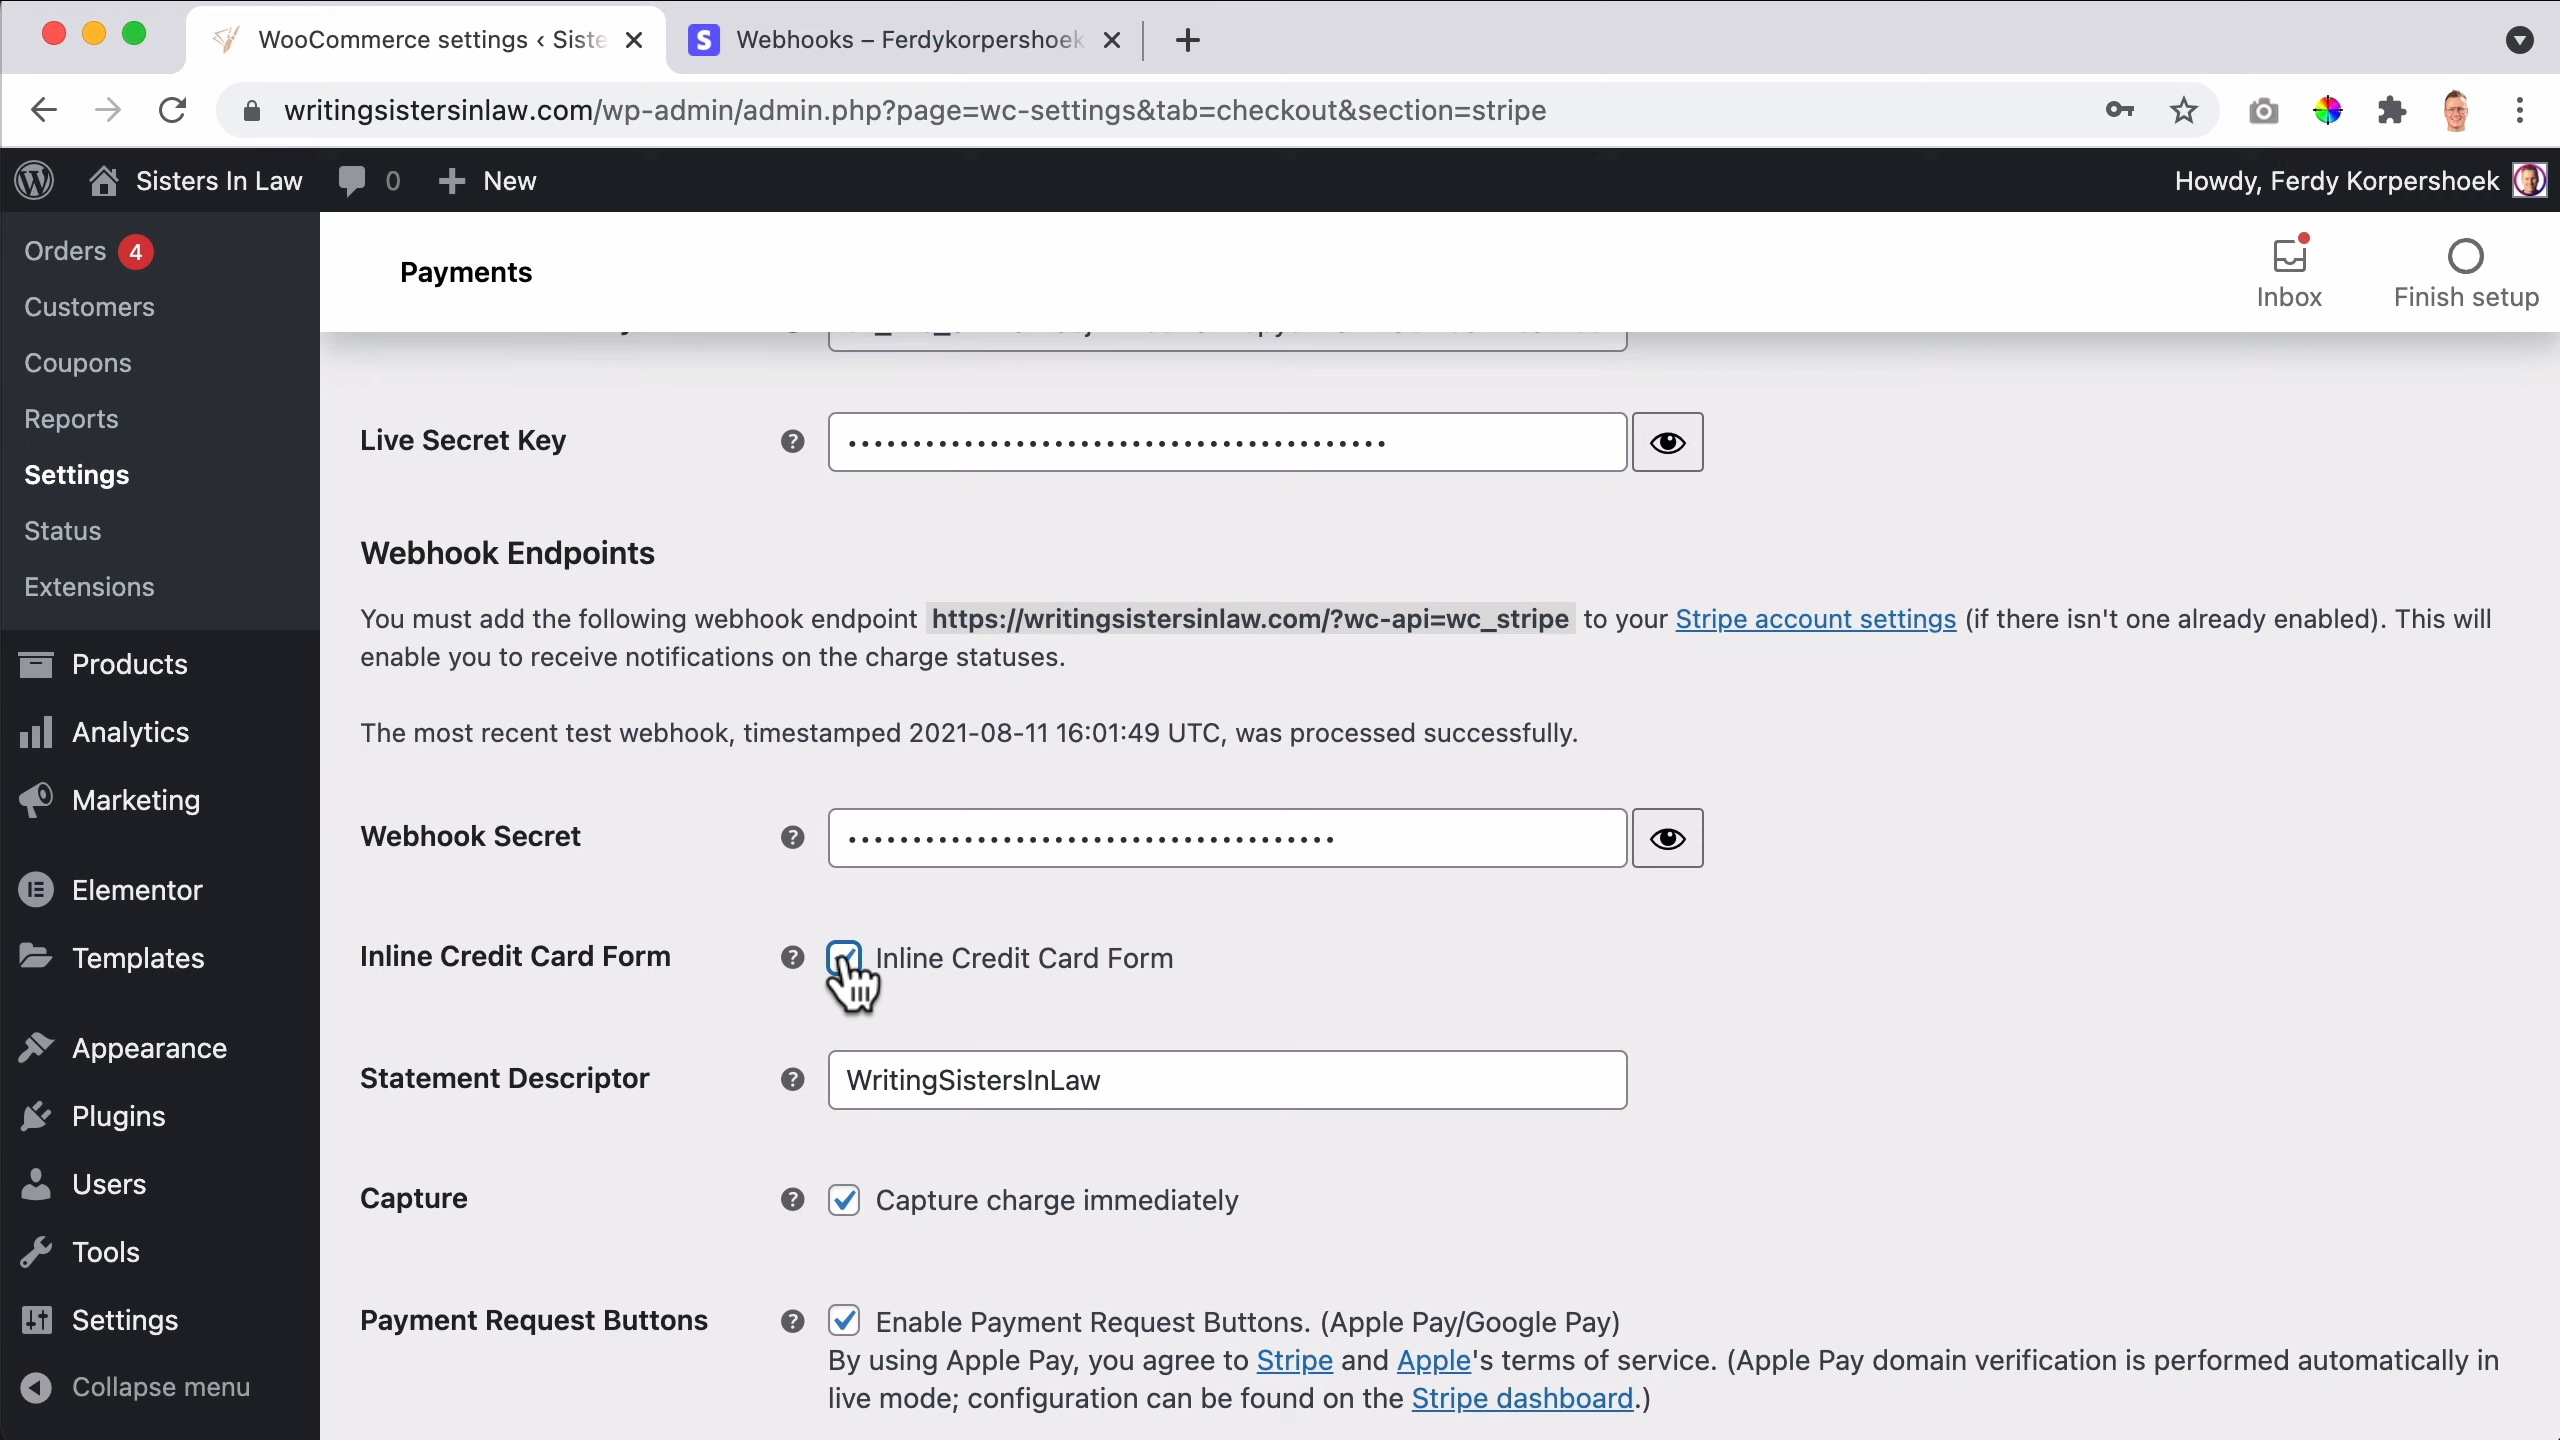 WooCommerce settings ‹ Siste
Webhooks – Ferdykorpershoek
writingsistersinlaw.com/wp-admin/admin.php?page=wc-settings&tab=checkout&section=stripe
Sisters In Law
0
New
Howdy, Ferdy Korpershoek
Orders 4
Customers
Coupons
Reports
Settings
Status
Extensions
Products
Analytics
Marketing
Elementor
Templates
Appearance
Plugins
Users
Tools
Settings
Collapse menu
Payments
Inbox
Finish setup
Live Secret Key
Webhook Endpoints
You must add the following webhook endpoint https://writingsistersinlaw.com/?wc-api=wc_stripe to your Stripe account settings (if there isn't one already enabled). This will
enable you to receive notifications on the charge statuses.
The most recent test webhook, timestamped 2021-08-11 16:01:49 UTC, was processed successfully.
Webhook Secret
Inline Credit Card Form
Inline Credit Card Form
Statement Descriptor
WritingSistersInLaw
Capture
Capture charge immediately
Payment Request Buttons
Enable Payment Request Buttons. (Apple Pay/Google Pay)
By using Apple Pay, you agree to Stripe and Apple's terms of service. (Apple Pay domain verification is performed automatically in
live mode; configuration can be found on the Stripe dashboard.)